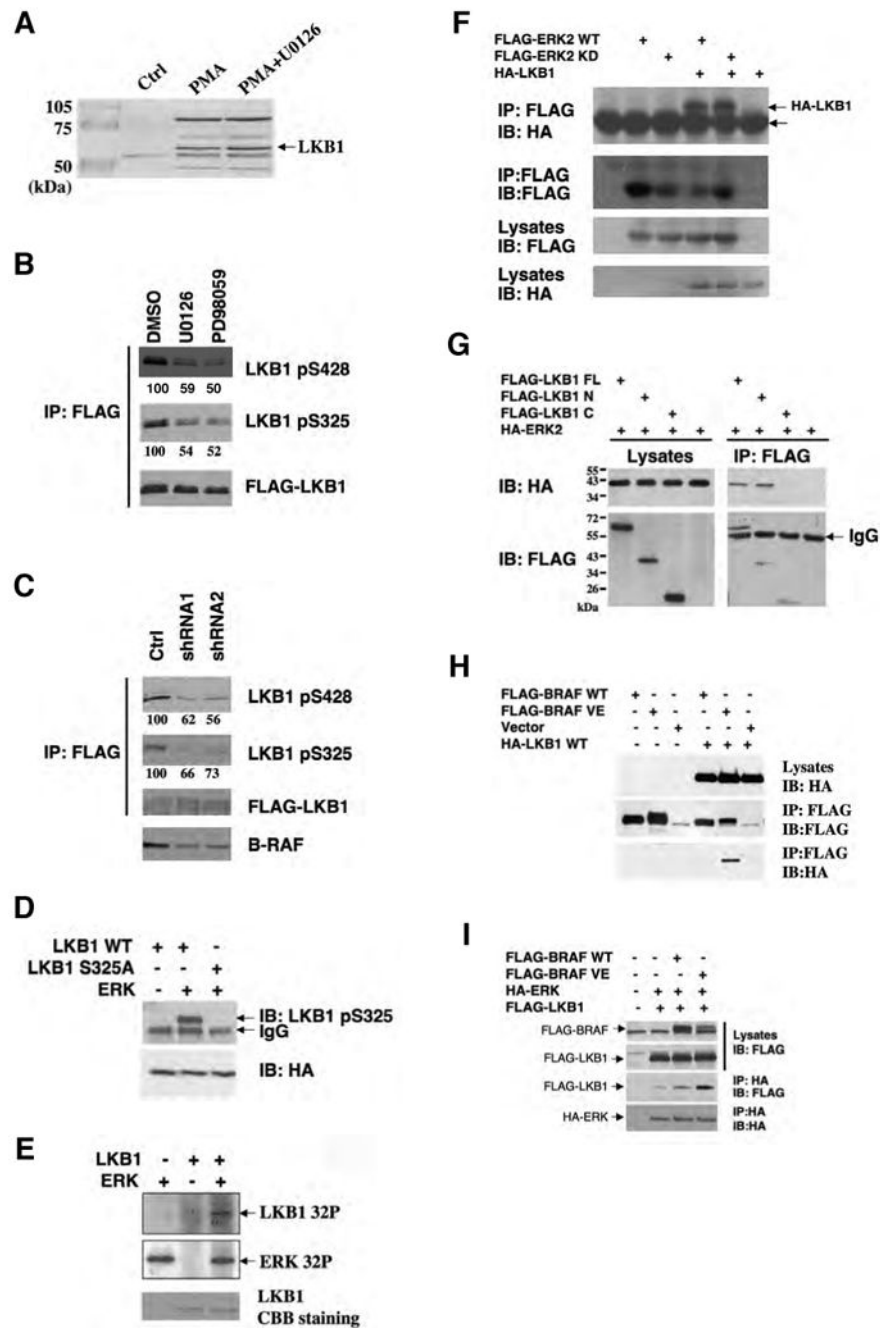 A
Ctrl
PMA
PMA+U0126
105
75
50
(kDa)
LKB1
B
DMSO
U0126
PD98059
IP: FLAG
LKB1 pS428
100 59 50
LKB1 pS325
100 54 52
FLAG-LKB1
C
Ctrl
shRNA1
shRNA2
IP: FLAG
LKB1 pS428
100 62 56
LKB1 pS325
100 66 73
FLAG-LKB1
B-RAF
D
LKB1 WT + + -
LKB1 S325A - - +
ERK - + +
IB: LKB1 pS325
IgG
IB: HA
E
LKB1 - + +
ERK + - +
LKB1 32P
ERK 32P
LKB1
CBB staining
F
FLAG-ERK2 WT + +
FLAG-ERK2 KD + +
HA-LKB1 + + +
IP: FLAG
IB: HA
HA-LKB1
IP:FLAG
IB:FLAG
Lysates
IB: FLAG
Lysates
IB: HA
G
FLAG-LKB1 FL + +
FLAG-LKB1 N + +
FLAG-LKB1 C + +
HA-ERK2 + + + + + + + +
Lysates IP: FLAG
IB: HA
55
43
34
IB: FLAG
72
55
43
34
26
kDa
IgG
H
FLAG-BRAF WT + - - + - -
FLAG-BRAF VE - + - - + -
Vector - - + - - +
HA-LKB1 WT - - - + + +
Lysates
IB: HA
IP: FLAG
IB:FLAG
IP:FLAG
IB:HA
I
FLAG-BRAF WT - - + -
FLAG-BRAF VE - - - +
HA-ERK - + + +
FLAG-LKB1 - + + +
FLAG-BRAF
FLAG-LKB1
Lysates
IB: FLAG
FLAG-LKB1
IP: HA
IB: FLAG
HA-ERK
IP:HA
IB:HA